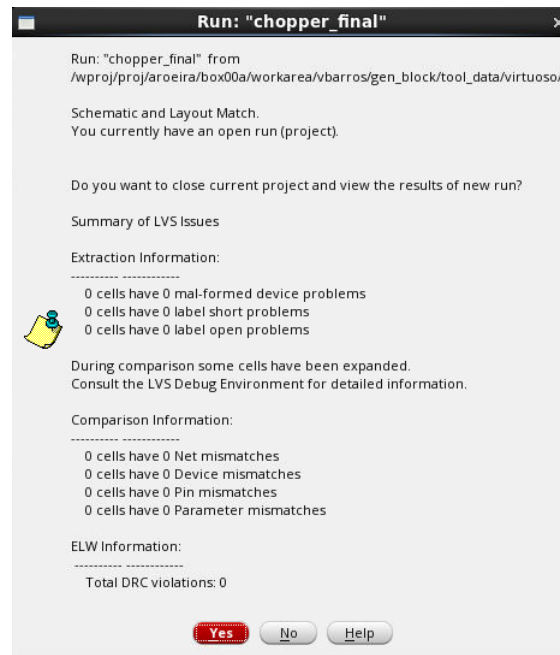 Run: "chopper_final"
Run: "chopper_final" from
/wproj/proj/aroeira/box00a/workarea/vbarros/gen_block/tool_data/virtuoso/
Schematic and Layout Match.
You currently have an open run (project).
Do you want to close current project and view the results of new run?
Summary of LVS Issues
Extraction Information:
---------- ------------
0 cells have 0 mal-formed device problems
0 cells have 0 label short problems
0 cells have 0 label open problems
During comparison some cells have been expanded.
Consult the LVS Debug Environment for detailed information.
Comparison Information:
---------- ------------
0 cells have 0 Net mismatches
0 cells have 0 Device mismatches
0 cells have 0 Pin mismatches
0 cells have 0 Parameter mismatches
ELW Information:
---------- ------------
Total DRC violations: 0
Yes No Help